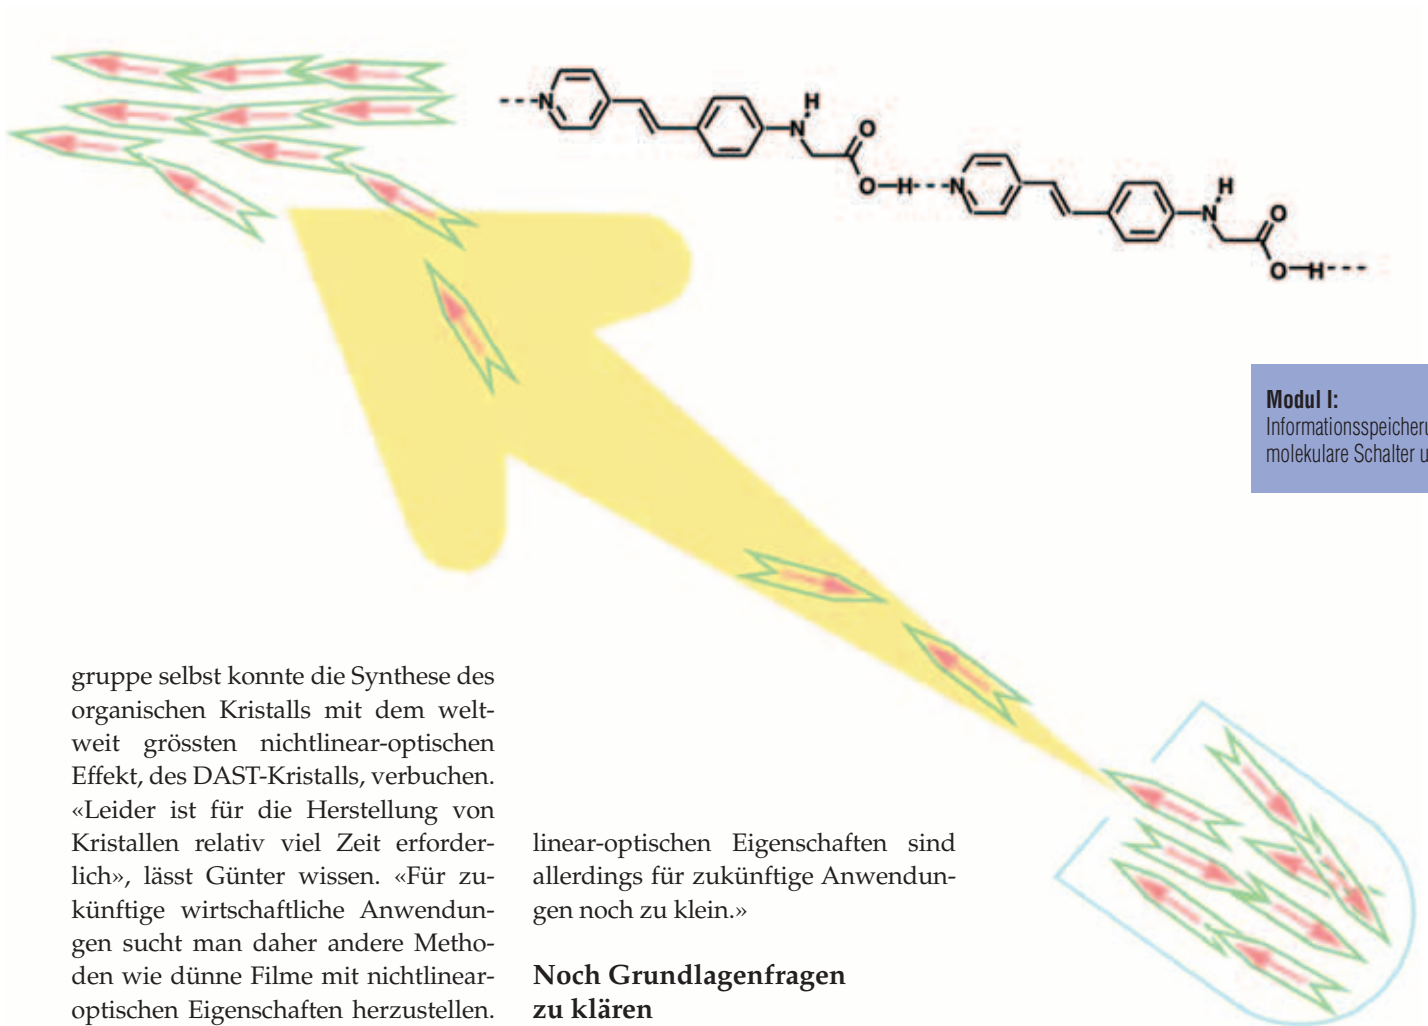 N
N
H
O
O
H
N
N
H
O
O
H
Modul I:
molekulare Schalter
gruppe selbst konnte die Synthese des
organischen Kristalls mit dem welt-
weit grössten nichtlinear-optischen
Effekt, des DAST-Kristalls, verbuchen.
«Leider ist für die Herstellung von
Kristallen relativ viel Zeit erforder-
lich», lässt Günter wissen. «Für zu-
künftige wirtschaftliche Anwendun-
gen sucht man daher andere Metho-
den wie dünne Filme mit nichtlinear-
optischen Eigenschaften herzustellen.
linear-optischen Eigenschaften sind
allerdings für zukünftige Anwendun-
gen noch zu klein.»
Noch Grundlagenfragen
zu klären